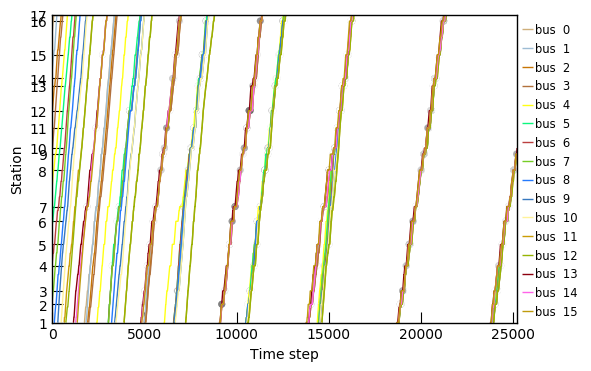 17
16
15
14
13
12
11
10
9
8
7
6
5
4
3
2
1
Station
0 5000 10000 15000 20000 25000
Time step
bus 0
bus 1
bus 2
bus 3
bus 4
bus 5
bus 6
bus 7
bus 8
bus 9
bus 10
bus 11
bus 12
bus 13
bus 14
bus 15